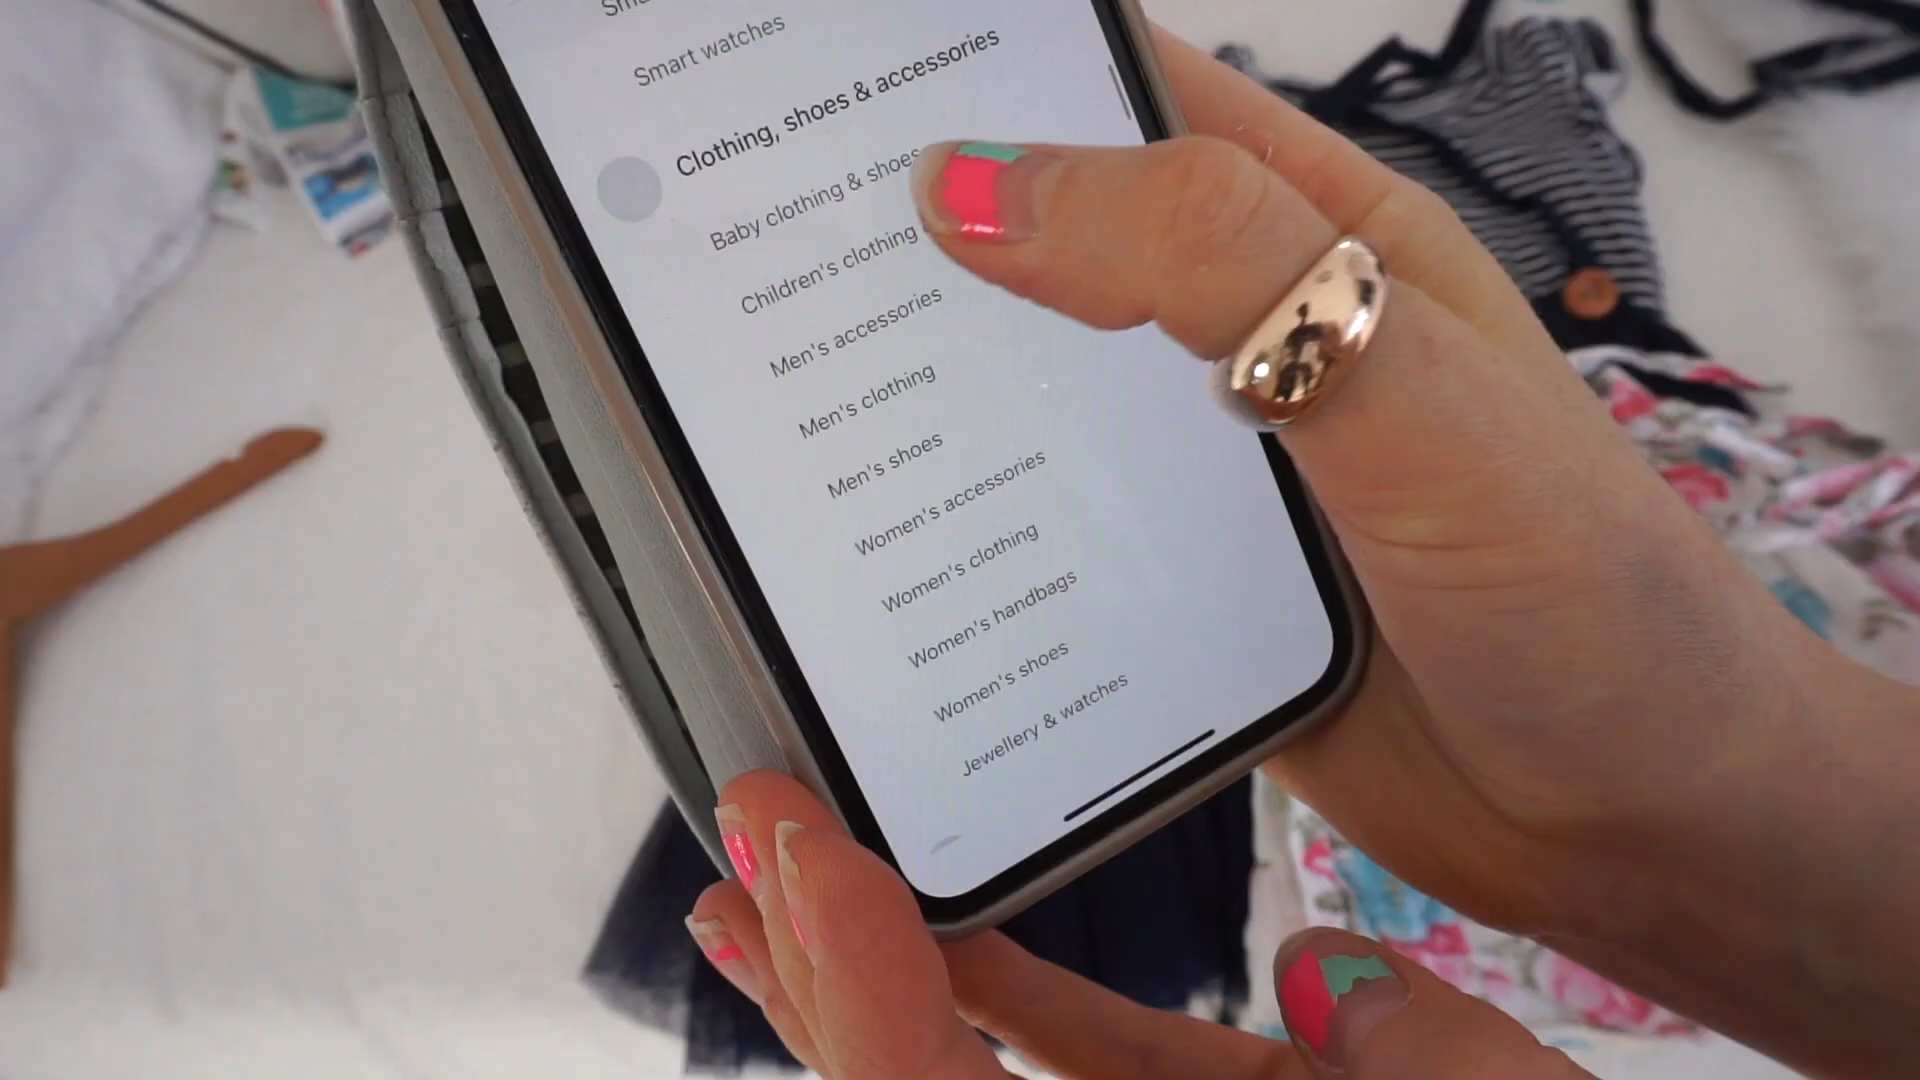 Smart watches
Clothing, shoes & accessories
Baby clothing & shoes
Children's clothing
Men's accessories
Men's clothing
Men's shoes
Women's accessories
Women's clothing
Women's handbags
Women's shoes
Jewellery & watches